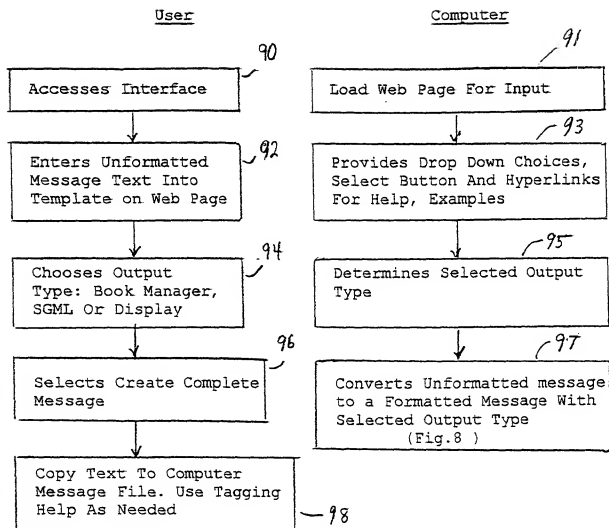 User
Computer
90
91
Accesses Interface
Load Web Page For Input
92
93
Enters Unformatted
Message Text Into
Template on Web Page
Provides Drop Down Choices,
Select Button And Hyperlinks
For Help, Examples
94
95
Chooses Output
Type: Book Manager,
SGML Or Display
Determines Selected Output
Type
96
97
Selects Create Complete
Message
Converts Unformatted messages
to a Formatted Message With
Selected Output Type
(Fig.8 )
Copy Text To Computer
Message File. Use Tagging
Help As Needed
98